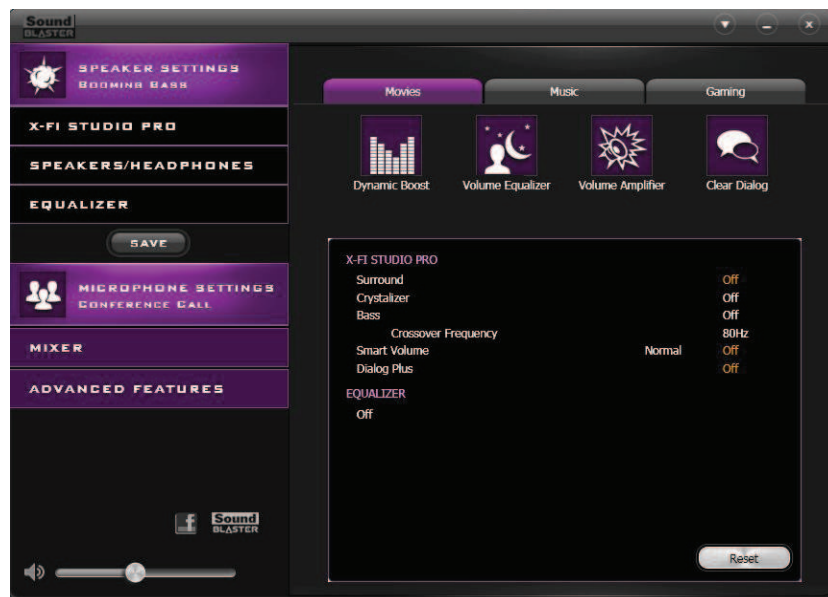 Sound
BLASTER
SPEAKER SETTINGS
BOOMING BASS
X-FI STUDIO PRO
SPEAKERS/HEADPHONES
EQUALIZER
SAVE
MICROPHONE SETTINGS
CONFERENCE CALL
MIXER
ADVANCED FEATURES
f
Sound
BLASTER
Movies
Music
Gaming
Dynamic Boost
Volume Equalizer
Volume Amplifier
Clear Dialog
X-FI STUDIO PRO
Surround Off
Crystalizer Off
Bass Off
Crossover Frequency 80Hz
Smart Volume Normal Off
Dialog Plus Off
EQUALIZER
Off
Reset